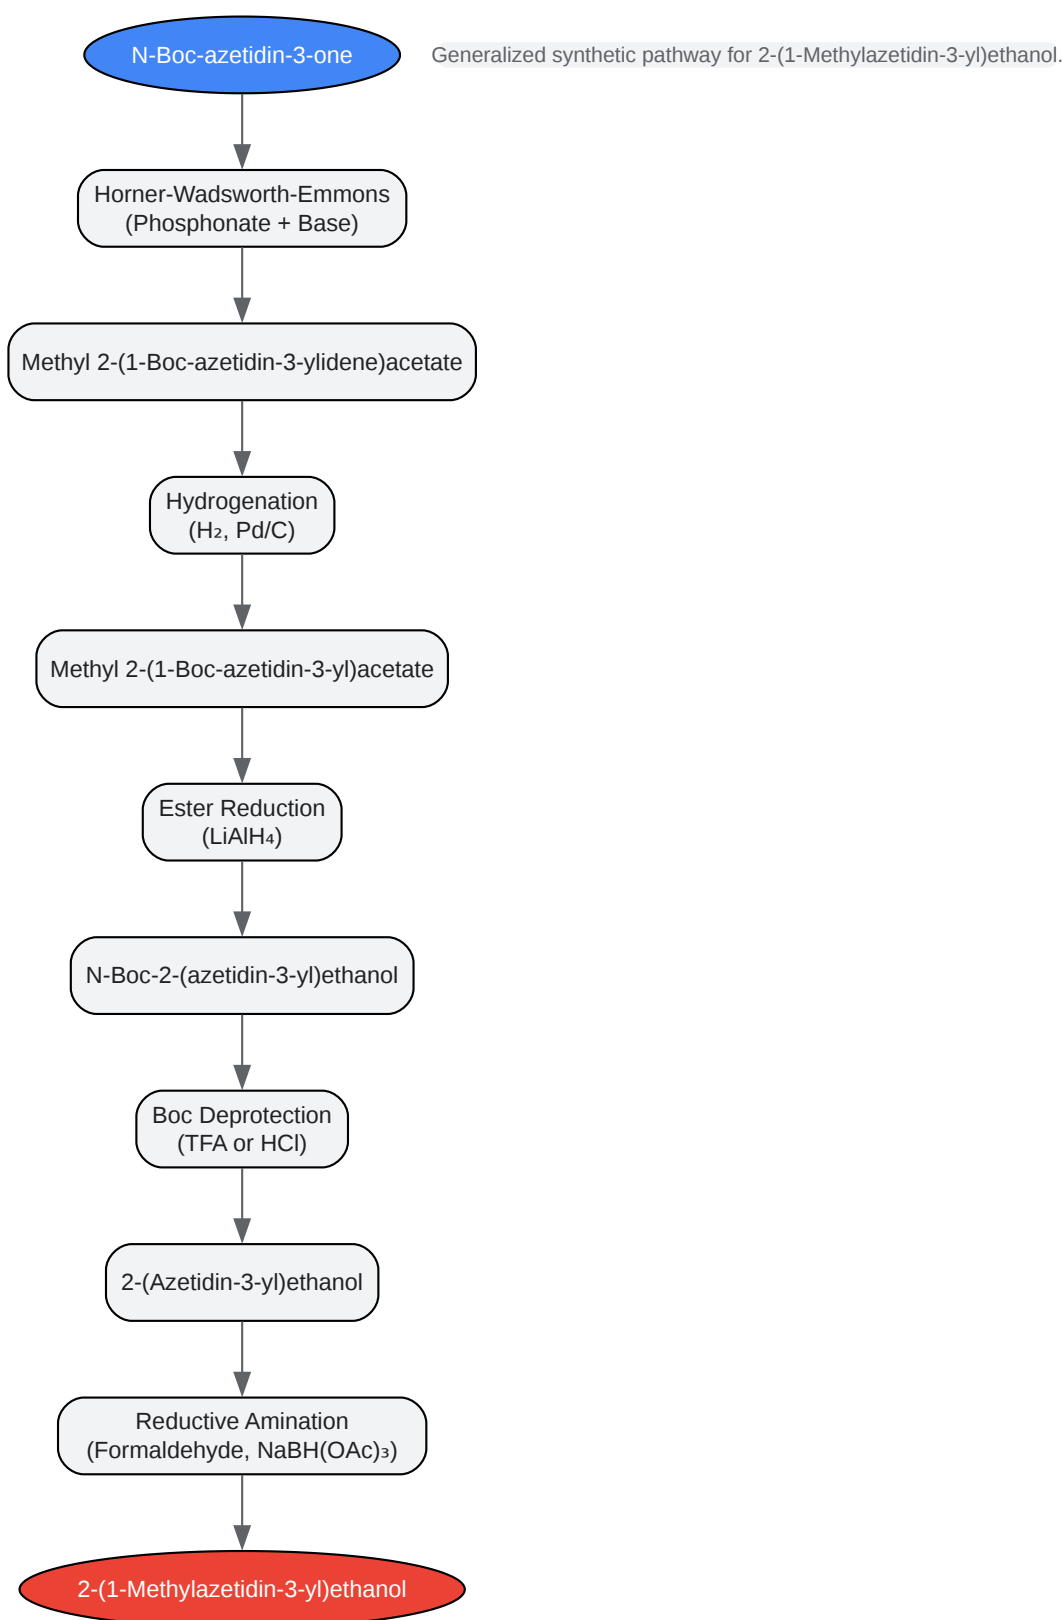 N-Boc-azetidin-3-one
Generalized synthetic pathway for 2-(1-Methylazetidin-3-yl)ethanol.
Horner-Wadsworth-Emmons
(Phosphonate + Base)
Methyl 2-(1-Boc-azetidin-3-ylidene)acetate
Hydrogenation
(H₂, Pd/C)
Methyl 2-(1-Boc-azetidin-3-yl)acetate
Ester Reduction
(LiAlH₄)
N-Boc-2-(azetidin-3-yl)ethanol
Boc Deprotection
(TFA or HCl)
2-(Azetidin-3-yl)ethanol
Reductive Amination
(Formaldehyde, NaBH(OAc)₃)
2-(1-Methylazetidin-3-yl)ethanol